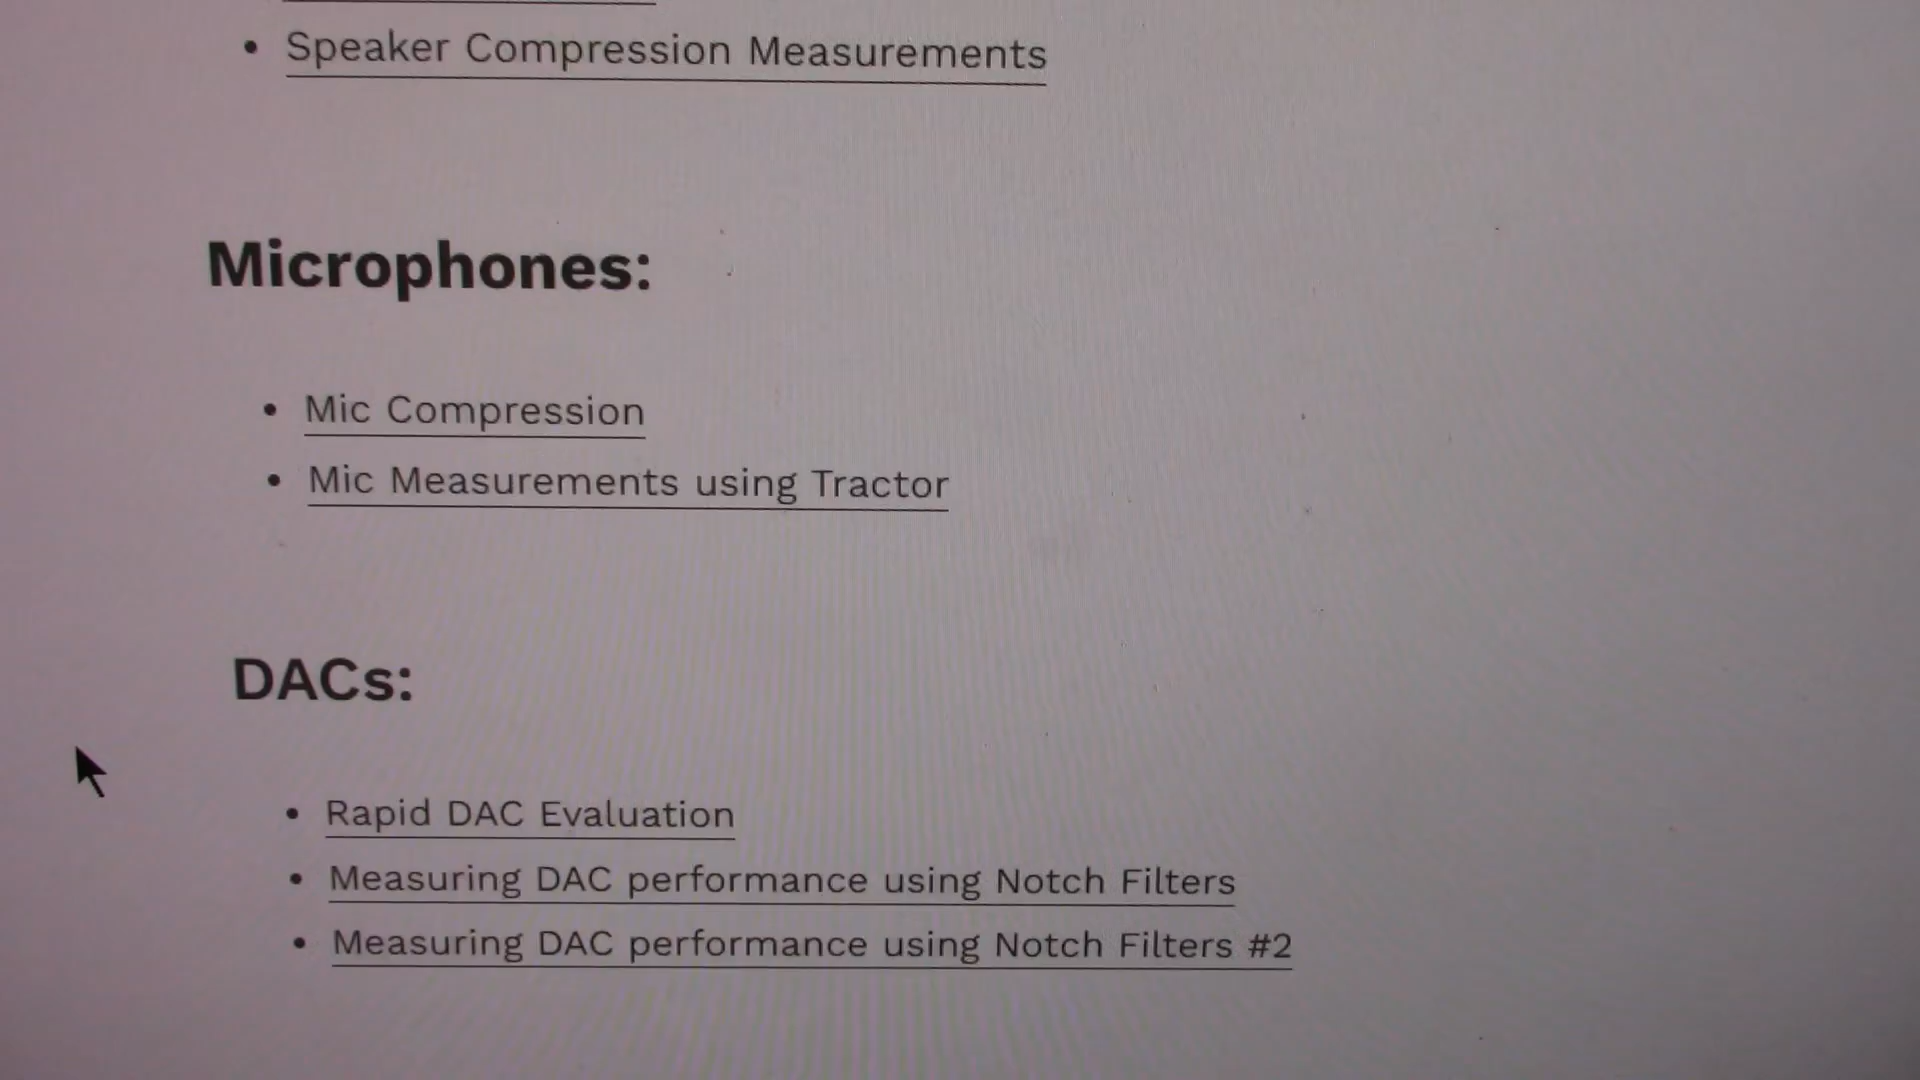 Speaker Compression Measurements
Microphones:
Mic Compression
Mic Measurements using Tractor
DACs:
Rapid DAC Evaluation
Measuring DAC performance using Notch Filters
Measuring DAC performance using Notch Filters #2